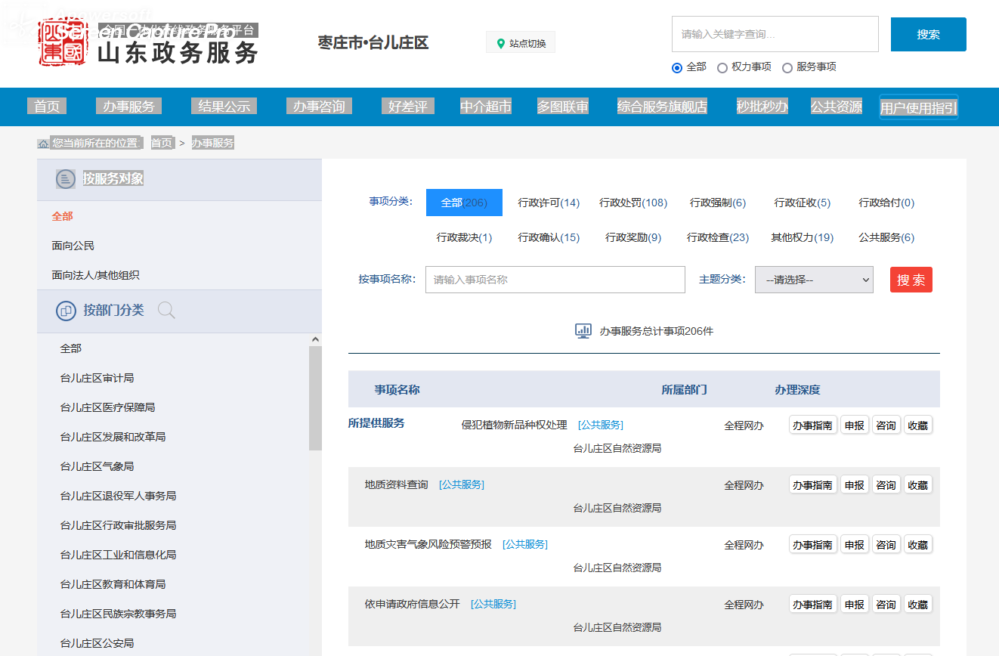 Apowersoft
Screen Capture Pro
全国一体化在线政务服务平台
山东政务服务
枣庄市•台儿庄区
站点切换
请输入关键字查询...
搜索
全部 权力事项 服务事项
首页 办事服务 结果公示 办事咨询 好差评 中介超市 多图联审 综合服务旗舰店 秒批秒办 公共资源 用户使用指引
您当前所在的位置: 首页 > 办事服务
按服务对象
全部
面向公民
面向法人/其他组织
按部门分类
全部
台儿庄区审计局
台儿庄区医疗保障局
台儿庄区发展和改革局
台儿庄区气象局
台儿庄区退役军人事务局
台儿庄区行政审批服务局
台儿庄区工业和信息化局
台儿庄区教育和体育局
台儿庄区民族宗教事务局
台儿庄区公安局
事项分类: 全部(206) 行政许可(14) 行政处罚(108) 行政强制(6) 行政征收(5) 行政给付(0)
行政裁决(1) 行政确认(15) 行政奖励(9) 行政检查(23) 其他权力(19) 公共服务(6)
按事项名称: 请输入事项名称 主题分类: --请选择-- 搜 索
办事服务总计事项206件
事项名称 所属部门 办理深度
所提供服务 侵犯植物新品种权处理 [公共服务] 全程网办 办事指南 申报 咨询 收藏
台儿庄区自然资源局
地质资料查询 [公共服务] 全程网办 办事指南 申报 咨询 收藏
台儿庄区自然资源局
地质灾害气象风险预警预报 [公共服务] 全程网办 办事指南 申报 咨询 收藏
台儿庄区自然资源局
依申请政府信息公开 [公共服务] 全程网办 办事指南 申报 咨询 收藏
台儿庄区自然资源局